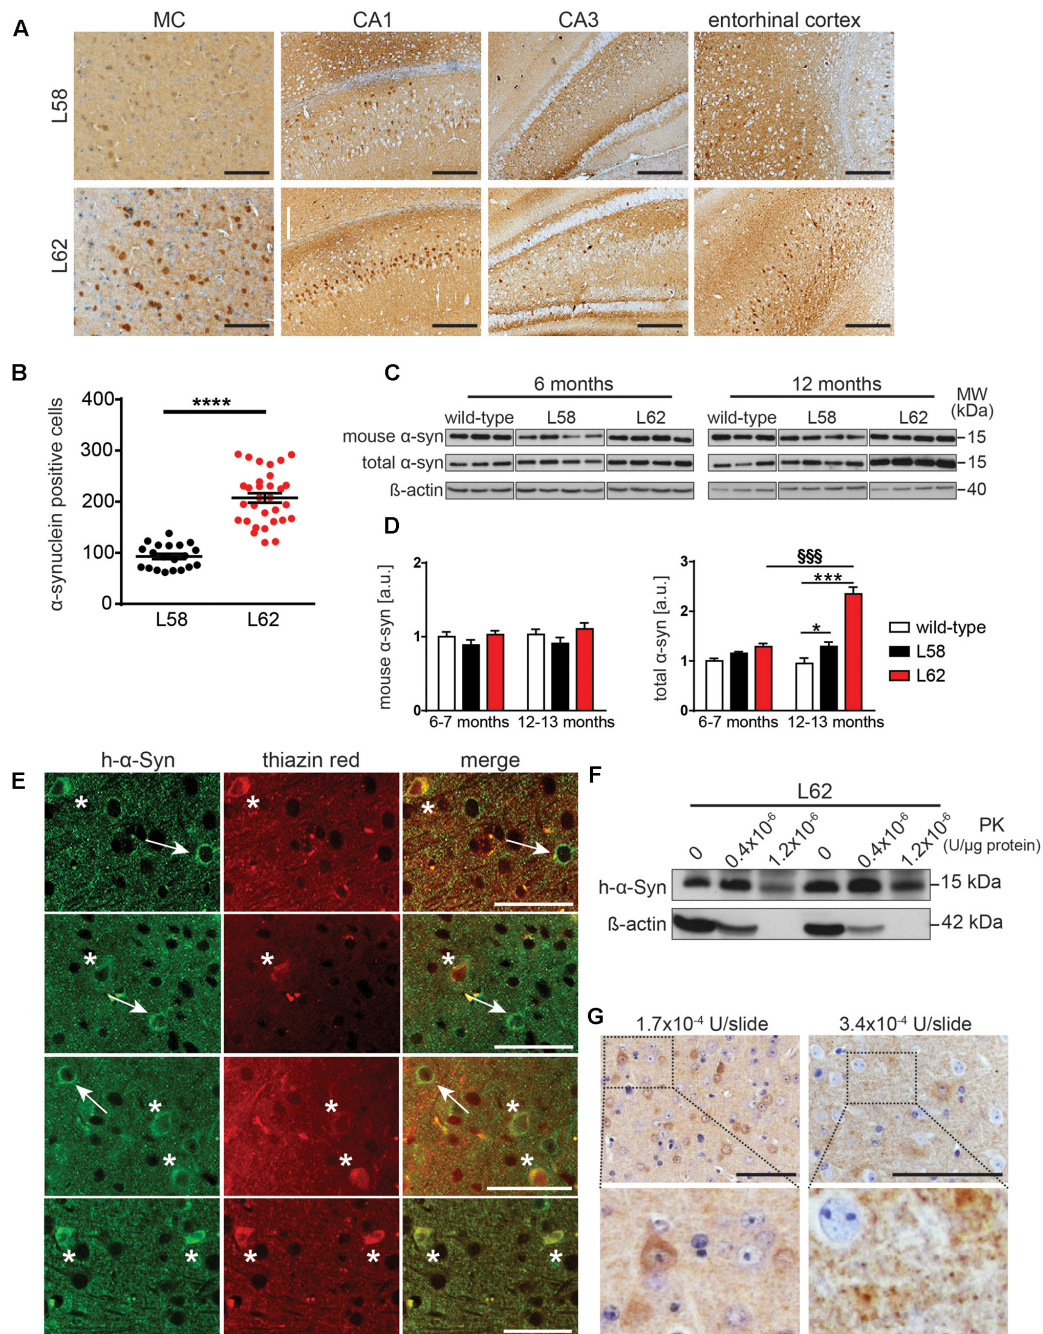 A
MC CA1 CA3 entorhinal cortex
L58
L62
B
α-synuclein positive cells
400
300
200
100
0
****
L58 L62
C
6 months 12 months
MW
(kDa)
wild-type L58 L62 wild-type L58 L62
mouse α-syn 15
total α-syn 15
ß-actin 40
D
mouse α-syn [a.u.]
2
1
0
6-7 months 12-13 months
total α-syn [a.u.]
3
2
1
0
§§§
***
*
6-7 months 12-13 months
wild-type
L58
L62
E
h-α-Syn thiazin red merge
* * *
* * *
* * *
* * *
* * * * * *
F
L62
0 0.4x10⁻⁶ 1.2x10⁻⁶ 0 0.4x10⁻⁶ 1.2x10⁻⁶
PK
(U/µg protein)
h-α-Syn 15 kDa
ß-actin 42 kDa
G
1.7x10⁻⁴ U/slide 3.4x10⁻⁴ U/slide